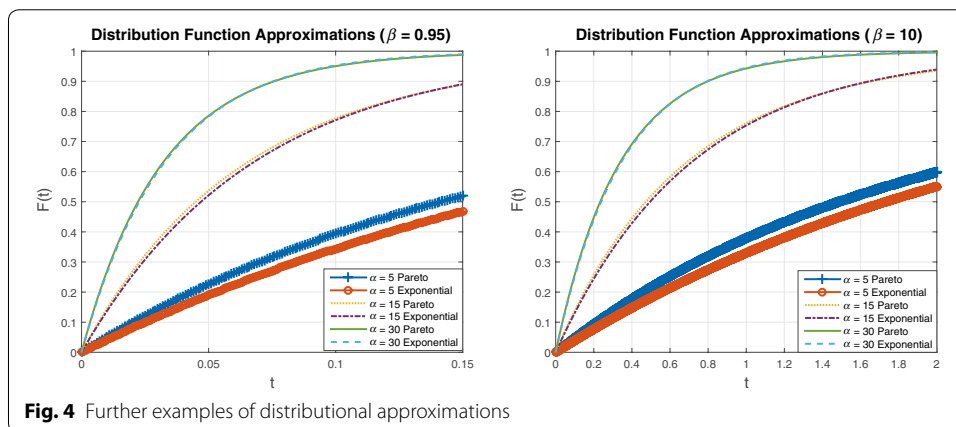 Distribution Function Approximations (β = 0.95)
1
0.9
0.8
0.7
0.6
0.5
0.4
0.3
0.2
0.1
0
F(t)
0
0.05
0.1
0.15
t
α = 5 Pareto
α = 5 Exponential
α = 15 Pareto
α = 15 Exponential
α = 30 Pareto
α = 30 Exponential
Distribution Function Approximations (β = 10)
1
0.9
0.8
0.7
0.6
0.5
0.4
0.3
0.2
0.1
0
F(t)
0
0.2
0.4
0.6
0.8
1
1.2
1.4
1.6
1.8
2
t
α = 5 Pareto
α = 5 Exponential
α = 15 Pareto
α = 15 Exponential
α = 30 Pareto
α = 30 Exponential
Fig. 4 Further examples of distributional approximations